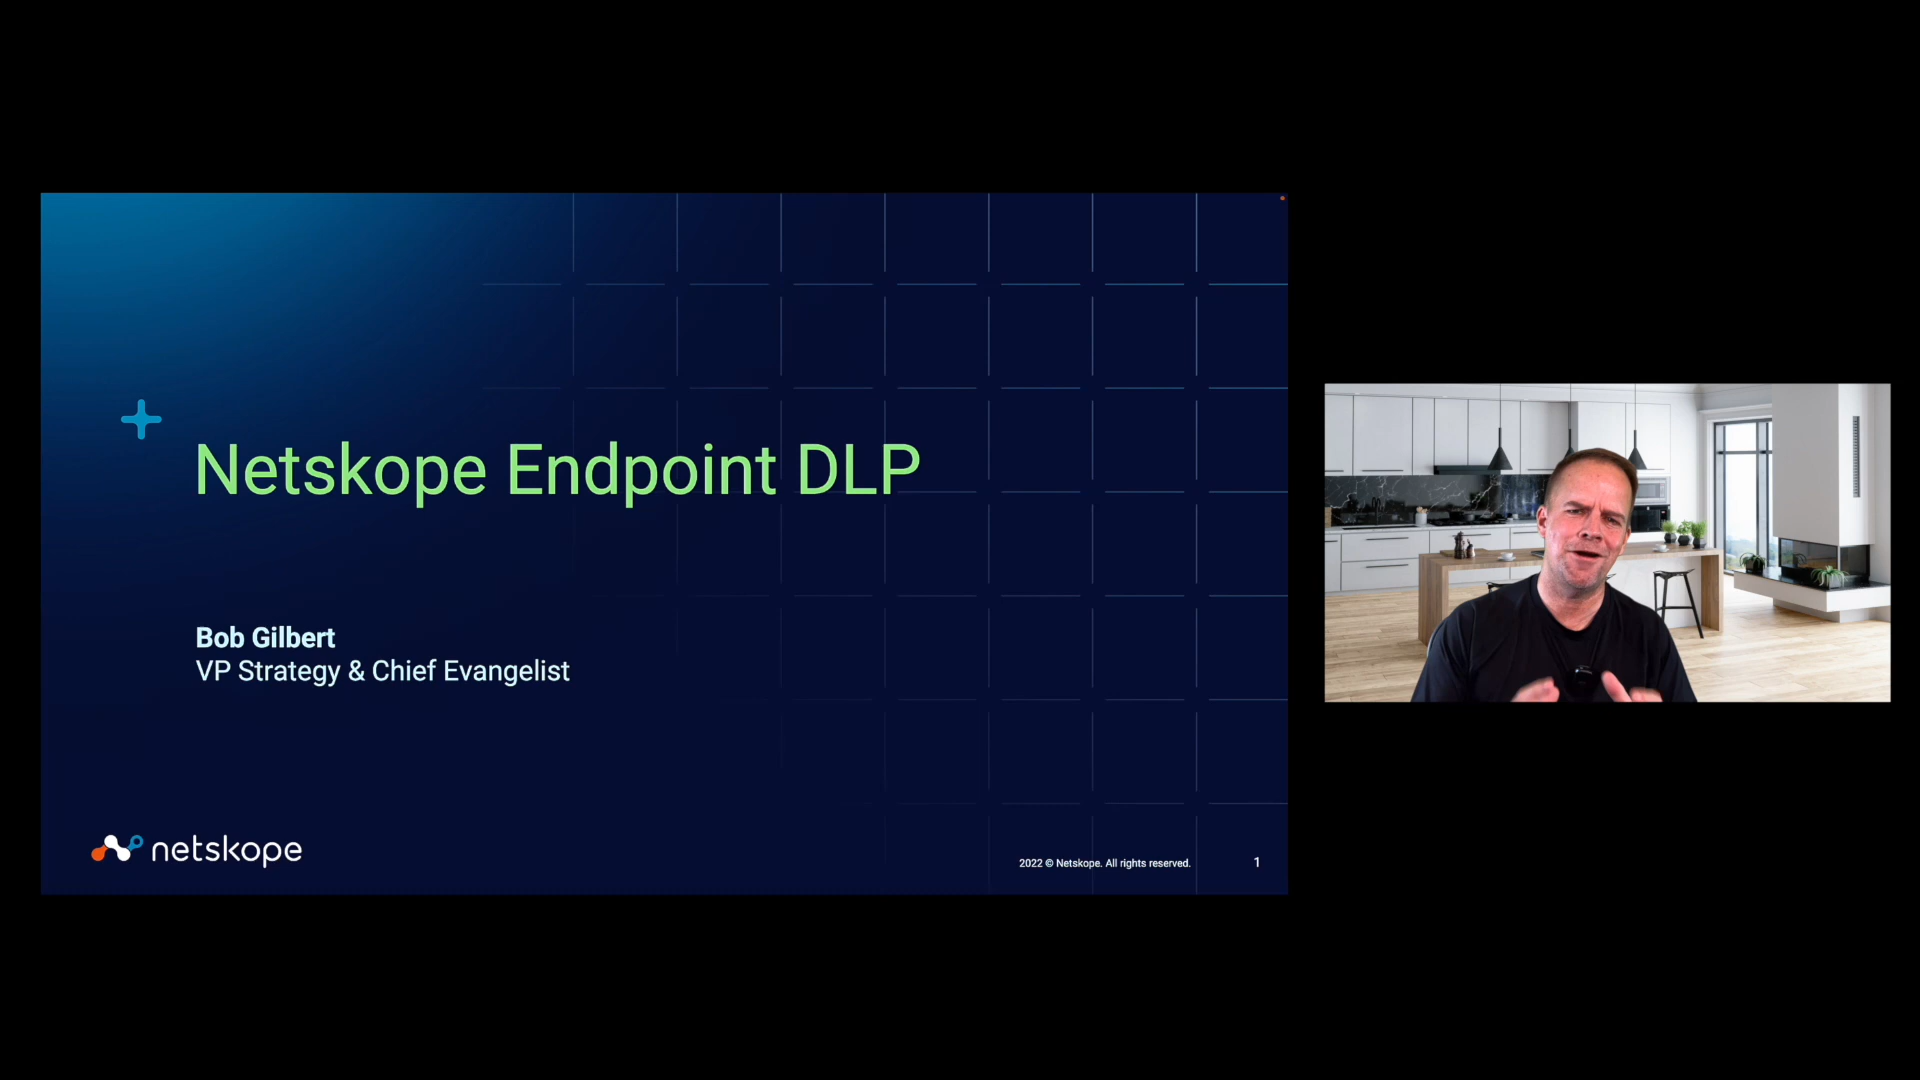 Netskope Endpoint DLP
Bob Gilbert
VP Strategy & Chief Evangelist
netskope
2022 © Netskope. All rights reserved.
1